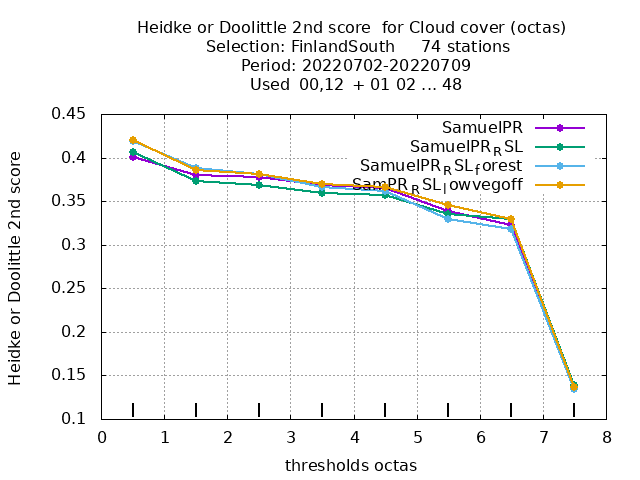 Heidke or Doolittle 2nd score  for Cloud cover (octas)
Selection: FinlandSouth     74 stations
Period: 20220702-20220709
Used  00,12  + 01 02 ... 48
Heidke or Doolittle 2nd score
0.45
0.4
0.35
0.3
0.25
0.2
0.15
0.1
SamuelPR
SamuelPR_RSL
SamuelPR_RSL_forest
SamPR_RSL_lowvegoff
0 1 2 3 4 5 6 7 8
thresholds octas